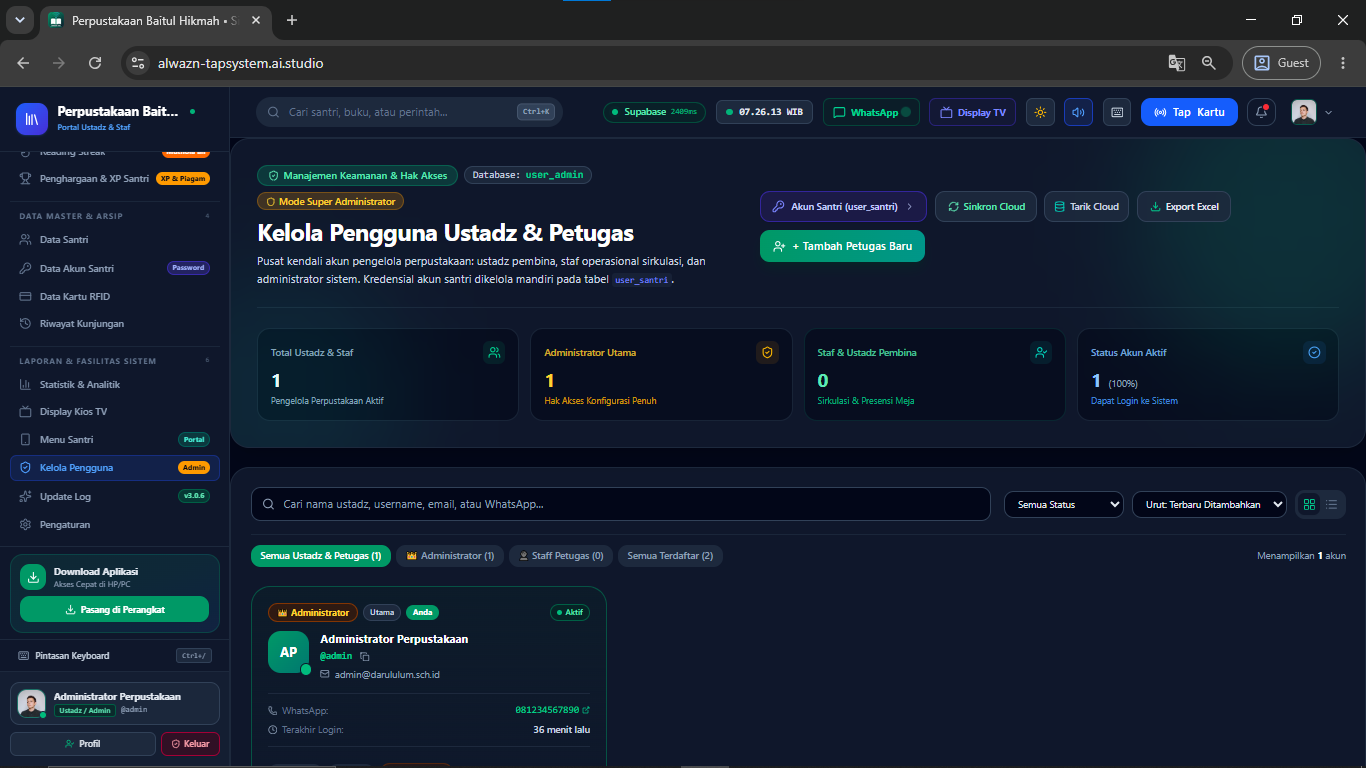 Perpustakaan Baitul Hikmah • S
alwazn-tapsystem.ai.studio
Guest
Perpustakaan Bait...
Portal Ustadz & Staf
Reading Streak
Penghargaan & XP Santri
XP & Piagam
DATA MASTER & ARSIP
4
Data Santri
Data Akun Santri
Password
Data Kartu RFID
Riwayat Kunjungan
LAPORAN & FASILITAS SISTEM
6
Statistik & Analitik
Display Kios TV
Menu Santri
Portal
Kelola Pengguna
Admin
Update Log
v3.0.6
Pengaturan
Download Aplikasi
Akses Cepat di HP/PC
Pasang di Perangkat
Pintasan Keyboard
Ctrl+/
Administrator Perpustakaan
Ustadz / Admin
@admin
Profil
Keluar
Cari santri, buku, atau perintah...
Ctrl+K
Supabase 2409ms
07.26.13 WIB
WhatsApp
Display TV
Tap Kartu
Manajemen Keamanan & Hak Akses
Database: user_admin
Mode Super Administrator
Kelola Pengguna Ustadz & Petugas
Pusat kendali akun pengelola perpustakaan: ustadz pembina, staf operasional sirkulasi, dan
administrator sistem. Kredensial akun santri dikelola mandiri pada tabel user_santri.
Akun Santri (user_santri)
Sinkron Cloud
Tarik Cloud
Export Excel
+ Tambah Petugas Baru
Total Ustadz & Staf
1
Pengelola Perpustakaan Aktif
Administrator Utama
1
Hak Akses Konfigurasi Penuh
Staf & Ustadz Pembina
0
Sirkulasi & Presensi Meja
Status Akun Aktif
1 (100%)
Dapat Login ke Sistem
Cari nama ustadz, username, email, atau WhatsApp...
Semua Status
Urut: Terbaru Ditambahkan
Semua Ustadz & Petugas (1)
Administrator (1)
Staff Petugas (0)
Semua Terdaftar (2)
Menampilkan 1 akun
Administrator
Utama
Anda
Aktif
AP
Administrator Perpustakaan
@admin
admin@darululum.sch.id
WhatsApp:
081234567890
Terakhir Login:
36 menit lalu